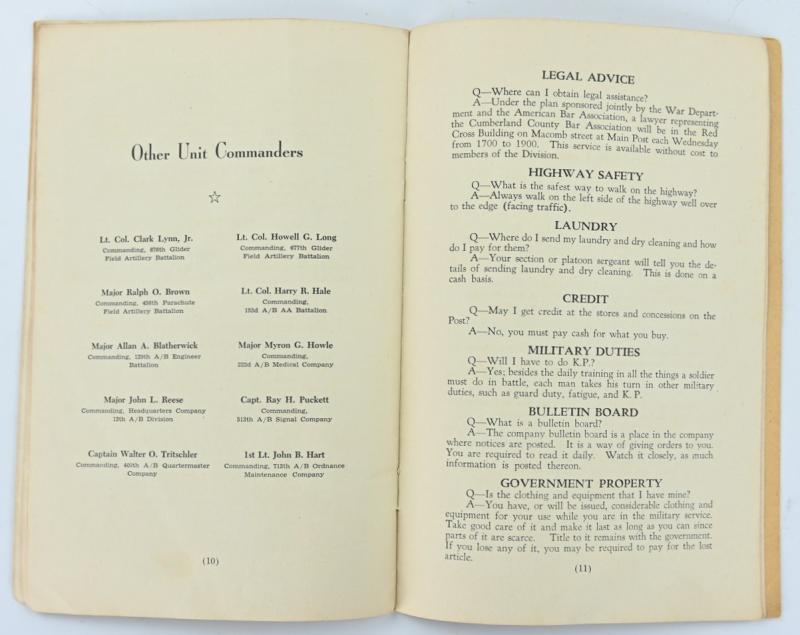 Other Unit Commanders
☆
Lt. Col. Clark Lynn, Jr.
Commanding, 678th Glider
Field Artillery Battalion
Lt. Col. Howell G. Long
Commanding, 677th Glider
Field Artillery Battalion
Major Ralph O. Brown
Commanding, 458th Parachute
Field Artillery Battalion
Lt. Col. Harry R. Hale
Commanding,
153d A/B AA Battalion
Major Allan A. Blatherwick
Commanding, 129th A/B Engineer
Battalion
Major Myron G. Howle
Commanding,
222d A/B Medical Company
Major John L. Reese
Commanding, Headquarters Company
13th A/B Division
Capt. Ray H. Puckett
Commanding,
513th A/B Signal Company
Captain Walter O. Tritschler
Commanding, 409th A/B Quartermaster
Company
1st Lt. John B. Hart
Commanding, 713th A/B Ordnance
Maintenance Company
(10)
LEGAL ADVICE
Q—Where can I obtain legal assistance?
A—Under the plan sponsored jointly by the War Depart-
ment and the American Bar Association, a lawyer representing
the Cumberland County Bar Association will be in the Red
Cross Building on Macomb street at Main Post each Wednesday
from 1700 to 1900. This service is available without cost to
members of the Division.
HIGHWAY SAFETY
Q—What is the safest way to walk on the highway?
A—Always walk on the left side of the highway well over
to the edge (facing traffic).
LAUNDRY
Q—Where do I send my laundry and dry cleaning and how
do I pay for them?
A—Your section or platoon sergeant will tell you the de-
tails of sending laundry and dry cleaning. This is done on a
cash basis.
CREDIT
Q—May I get credit at the stores and concessions on the
Post?
A—No, you must pay cash for what you buy.
MILITARY DUTIES
Q—Will I have to do K.P.?
A—Yes; besides the daily training in all the things a soldier
must do in battle, each man takes his turn in other military
duties, such as guard duty, fatigue, and K. P.
BULLETIN BOARD
Q—What is a bulletin board?
A—The company bulletin board is a place in the company
where notices are posted. It is a way of giving orders to you.
You are required to read it daily. Watch it closely, as much
information is posted thereon.
GOVERNMENT PROPERTY
Q—Is the clothing and equipment that I have mine?
A—You have, or will be issued, considerable clothing and
equipment for your use while you are in the military service.
Take good care of it and make it last as long as you can since
parts of it are scarce. Title to it remains with the government.
If you lose any of it, you may be required to pay for the lost
article.
(11)